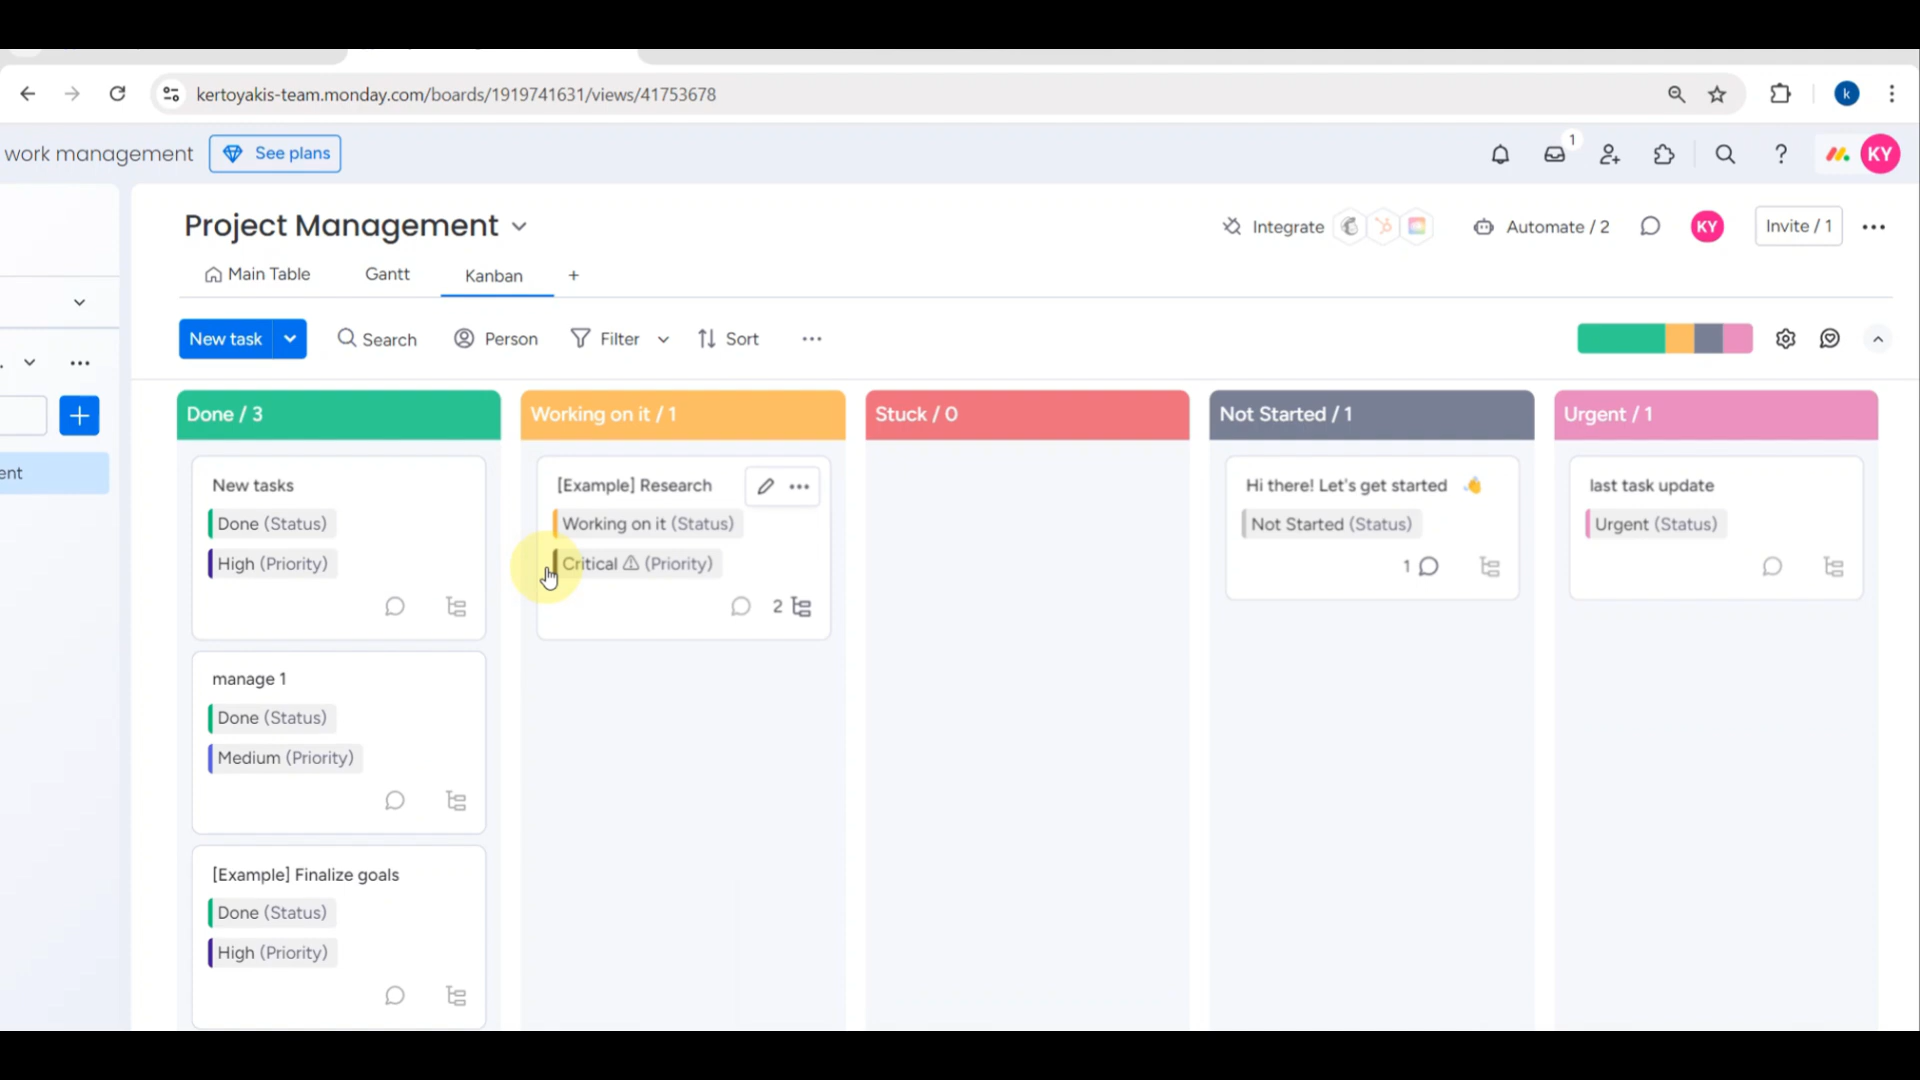 kertoyakis-team.monday.com/boards/1919741631/views/41753678
k
work management
See plans
1
KY
Project Management
Integrate
Automate / 2
KY
Invite / 1
Main Table
Gantt
Kanban
+
New task
Search
Person
Filter
Sort
ent
Done / 3
New tasks
Done (Status)
High (Priority)
manage 1
Done (Status)
Medium (Priority)
[Example] Finalize goals
Done (Status)
High (Priority)
Working on it / 1
[Example] Research
Working on it (Status)
Critical ⚠ (Priority)
2
Stuck / 0
Not Started / 1
Hi there! Let's get started 👋
Not Started (Status)
1
Urgent / 1
last task update
Urgent (Status)